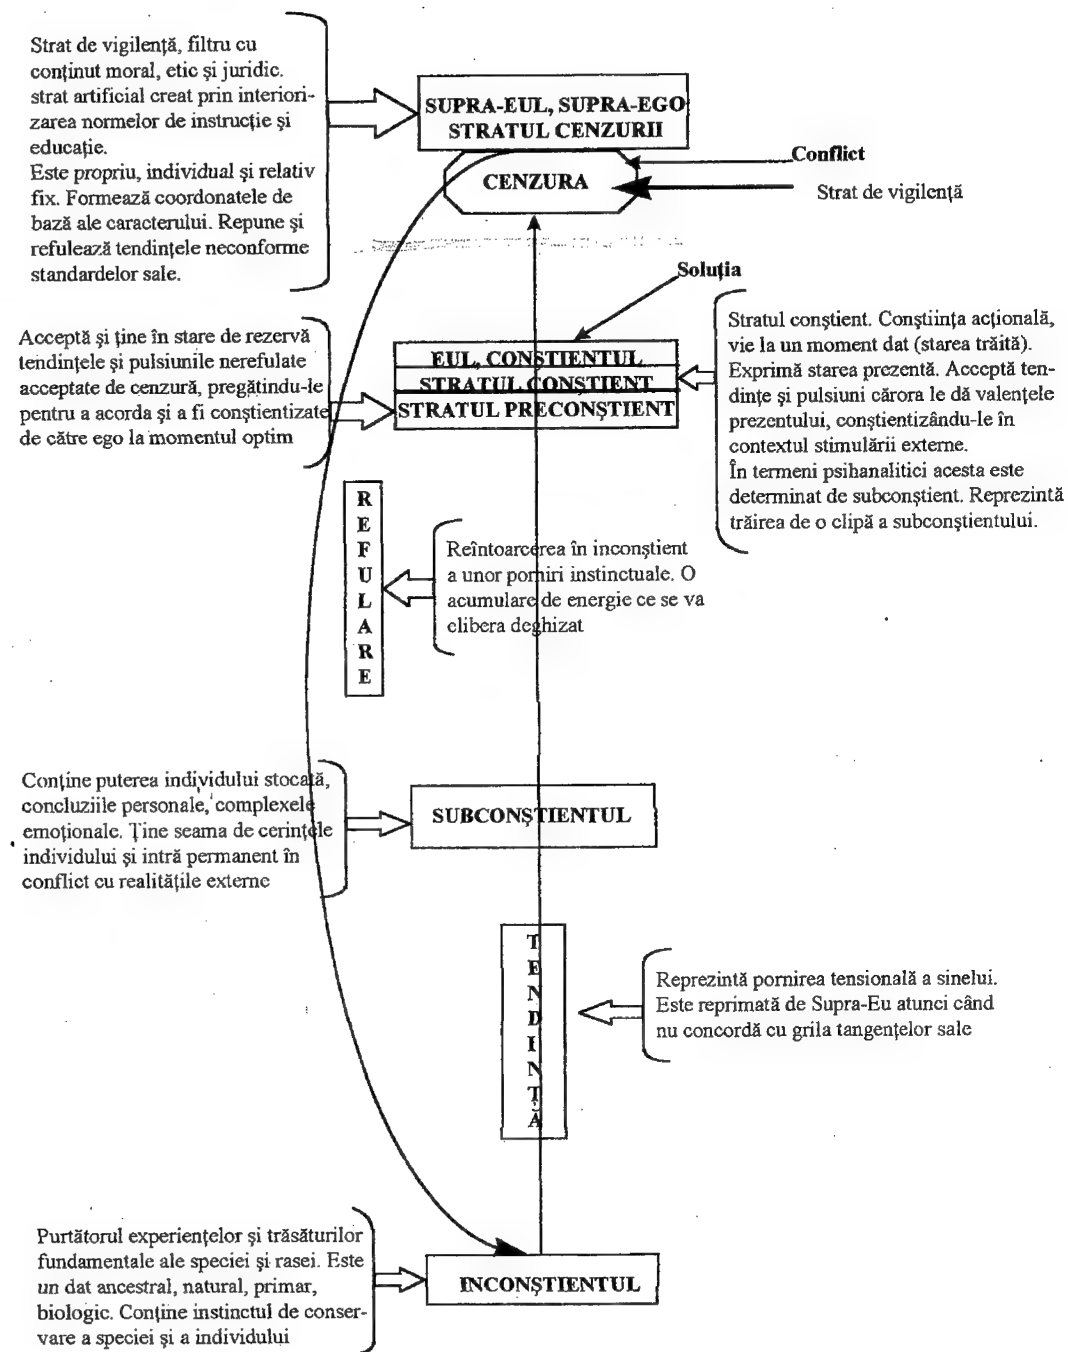 Strat de vigilență, filtru cu
conținut moral, etic și juridic.
strat artificial creat prin interiori-
zarea normelor de instrucție și
educație.
Este propriu, individual și relativ
fix. Formează coordonatele de
bază ale caracterului. Repune și
refulează tendințele neconforme
standardelor sale.
SUPRA-EUL, SUPRA-EGO
STRATUL CENZURII
CENZURA
Conflict
Strat de vigilență
Soluția
Acceptă și ține în stare de rezervă
tendințele și pulsiunile nerefulate
acceptate de cenzură, pregătindu-le
pentru a acorda și a fi conștientizate
de către ego la momentul optim
EUL, CONȘTIENTUL
STRATUL CONȘTIENT
STRATUL PRECONȘTIENT
Stratul conștient. Conștiința acțională,
vie la un moment dat (starea trăită).
Exprimă starea prezentă. Acceptă ten-
dințe și pulsiuni cărora le dă valențele
prezentului, conștientizându-le în
contextul stimulării externe.
În termeni psihanalitici acesta este
determinat de subconștient. Reprezintă
trăirea de o clipă a subconștientului.
REFULARE
Reîntoarcerea în inconștient
a unor porniri instinctuale. O
acumulare de energie ce se va
elibera deghizat
Conține puterea individului stocată,
concluziile personale, complexele
emoționale. Ține seama de cerințele
individului și intră permanent în
conflict cu realitățile externe
SUBCONȘTIENTUL
TENDINȚĂ
Reprezintă pornirea tensională a sinelui.
Este reprimată de Supra-Eu atunci când
nu concordă cu grila tangențelor sale
Purtătorul experiențelor și trăsăturilor
fundamentale ale speciei și rasei. Este
un dat ancestral, natural, primar,
biologic. Conține instinctul de conser-
vare a speciei și a individului
INCONȘTIENTUL